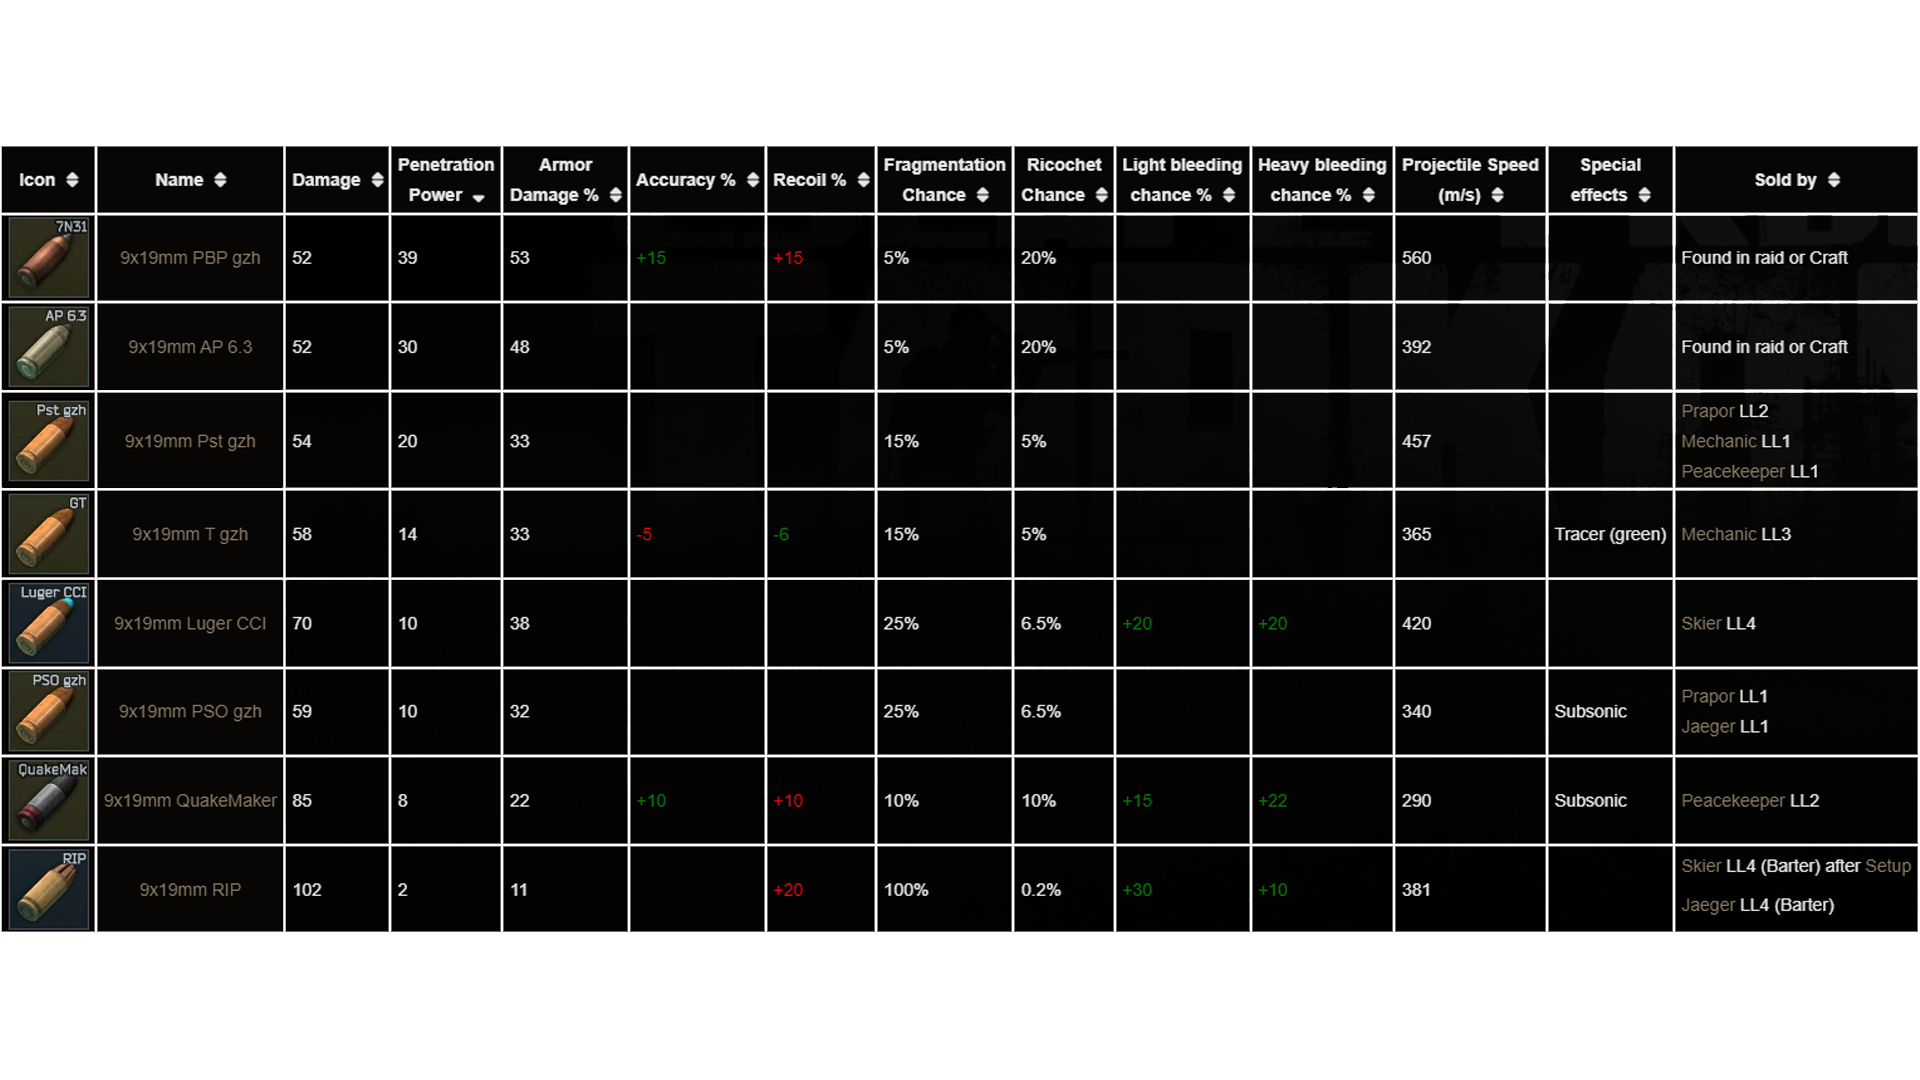 Icon Name Damage Penetration Power Armor Damage % Accuracy % Recoil % Fragmentation Chance Ricochet Chance Light bleeding chance % Heavy bleeding chance % Projectile Speed (m/s) Special effects Sold by
7N31
9x19mm PBP gzh 52 39 53 +15 +15 5% 20% 560 Found in raid or Craft
AP 6.3
9x19mm AP 6.3 52 30 48 5% 20% 392 Found in raid or Craft
Pst gzh
Prapor LL2
9x19mm Pst gzh 54 20 33 15% 5% 457 Mechanic LL1
Peacekeeper LL1
GT
9x19mm T gzh 58 14 33 -5 -6 15% 5% 365 Tracer (green) Mechanic LL3
Luger CCI
9x19mm Luger CCI 70 10 38 25% 6.5% +20 +20 420 Skier LL4
PSO gzh
9x19mm PSO gzh 59 10 32 25% 6.5% 340 Subsonic Prapor LL1
Jaeger LL1
QuakeMak
9x19mm QuakeMaker 85 8 22 +10 +10 10% 10% +15 +22 290 Subsonic Peacekeeper LL2
RIP
9x19mm RIP 102 2 11 +20 100% 0.2% +30 +10 381 Skier LL4 (Barter) after Setup
Jaeger LL4 (Barter)